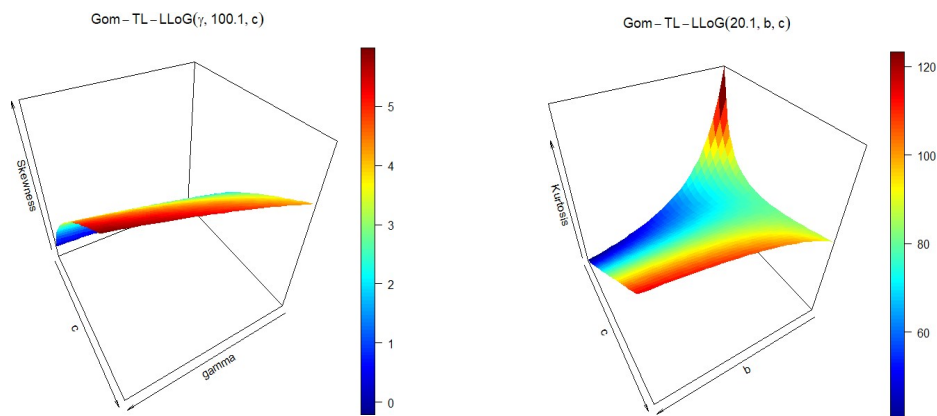 Gom – TL – LLoG(γ, 100.1, c)
Skewness
c
gamma
5
4
3
2
1
0
Gom – TL – LLoG(20.1, b, c)
Kurtosis
c
b
120
100
80
60